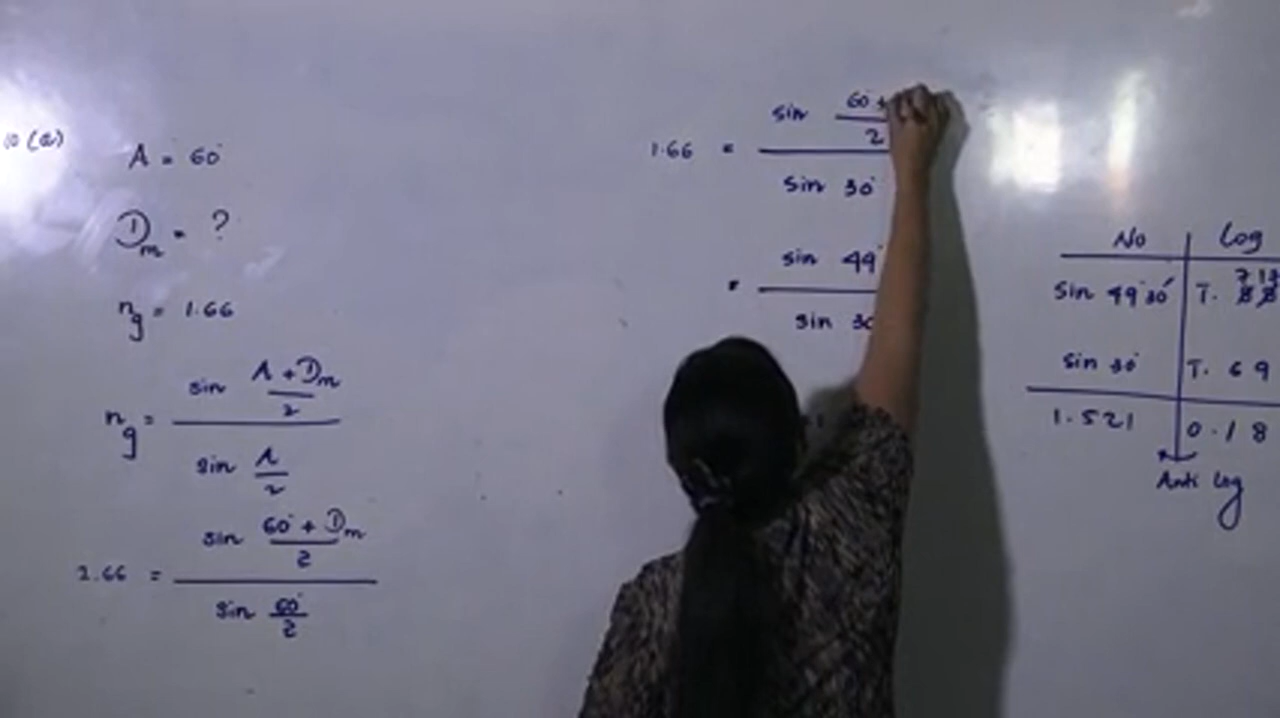 10 (a)
A = 60°
Dm = ?
ng = 1.66
ng = sin A + Dm / 2
sin A / 2
2.66 = sin 60° + Dm / 2
sin 60° / 2
1.66 = sin 60° + / 2
sin 30°
= sin 49°
sin 30
No Log
sin 49°30'
sin 30° T. 69
1.521 0.18
Anti log